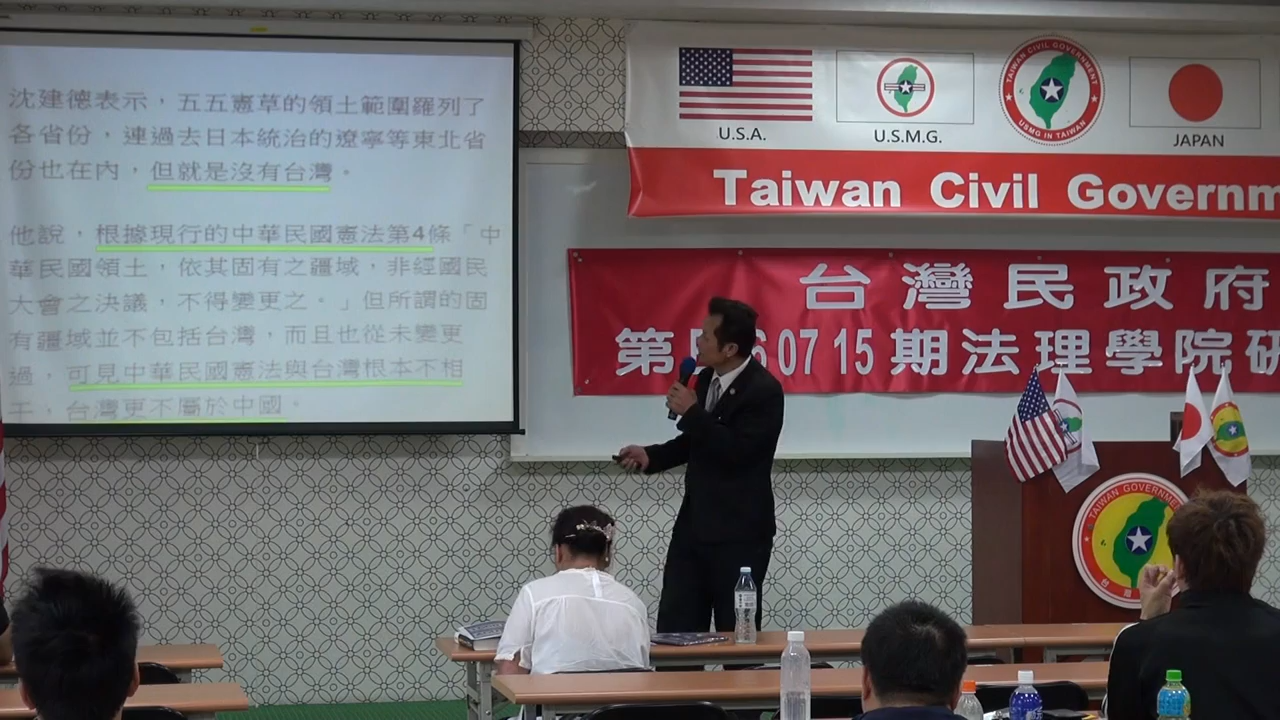 沈建德表示，五五憲草的領土範圍羅列了
各省份，連過去日本統治的遼寧等東北省
份也在內，但就是沒有台灣。
他說，根據現行的中華民國憲法第4條「中
華民國領土，依其固有之疆域，非經國民
大會之決議，不得變更之。」但所謂的固
有疆域並不包括台灣，而且也從未變更
過，可見中華民國憲法與台灣根本不相
干，台灣更不屬於中國。
U.S.A.
U.S.M.G.
TAIWAN CIVIL GOVERNMENT
USMG IN TAIWAN
JAPAN
Taiwan Civil Governm
台灣民政府
第 6 07 15 期法理學院研
TAIWAN GOVERNMENT